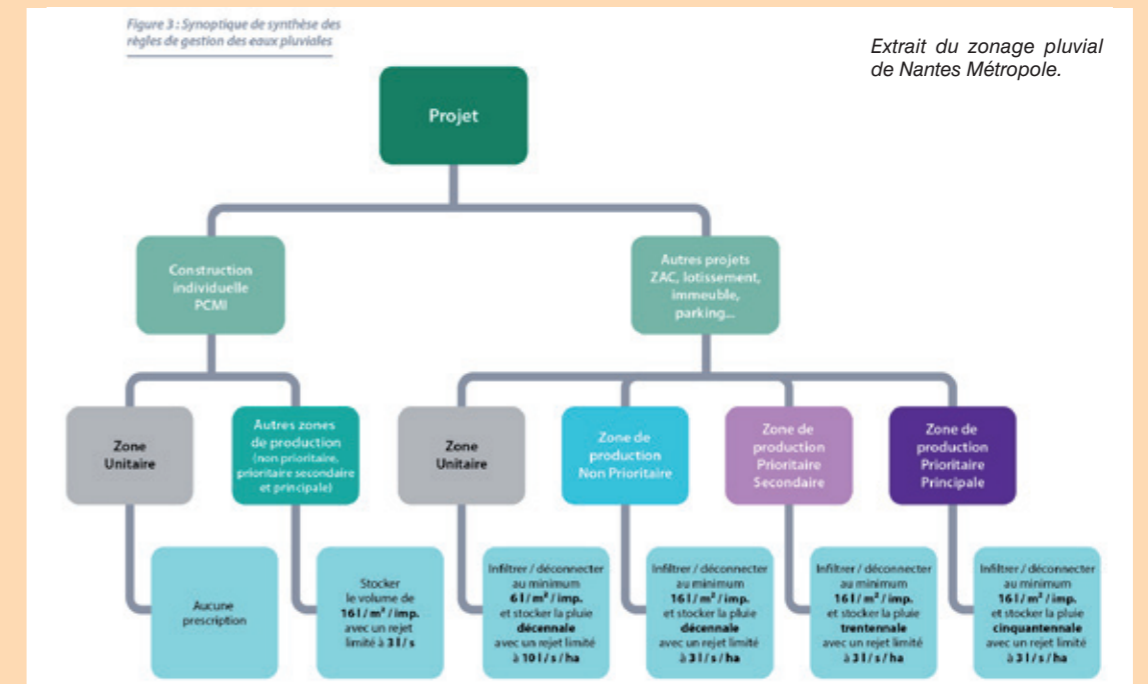 Figure 3 : Synoptique de synthèse des
règles de gestion des eaux pluviales
Extrait du zonage pluvial
de Nantes Métropole.
Projet
Construction
individuelle
PCMI
Autres projets
ZAC, lotissement,
immeuble,
parking...
Zone
Unitaire
Autres zones
de production
(non prioritaire,
prioritaire secondaire
et principale)
Zone
Unitaire
Zone de
production
Non Prioritaire
Zone de
production
Prioritaire
Secondaire
Zone de
production
Prioritaire
Principale
Aucune
prescription
Stocker
le volume de
16 l / m² / imp.
avec un rejet
limité à 3 l / s
Infiltrer / déconnecter
au minimum
6 l / m² / imp.
et stocker la pluie
décennale
avec un rejet limité
à 10 l / s / ha
Infiltrer / déconnecter
au minimum
16 l / m² / imp.
et stocker la pluie
décennale
avec un rejet limité
à 3 l / s / ha
Infiltrer / déconnecter
au minimum
16 l / m² / imp.
et stocker la pluie
trentennale
avec un rejet limité
à 3 l / s / ha
Infiltrer / déconnecter
au minimum
16 l / m² / imp.
et stocker la pluie
cinquantennale
avec un rejet limité
à 3 l / s / ha